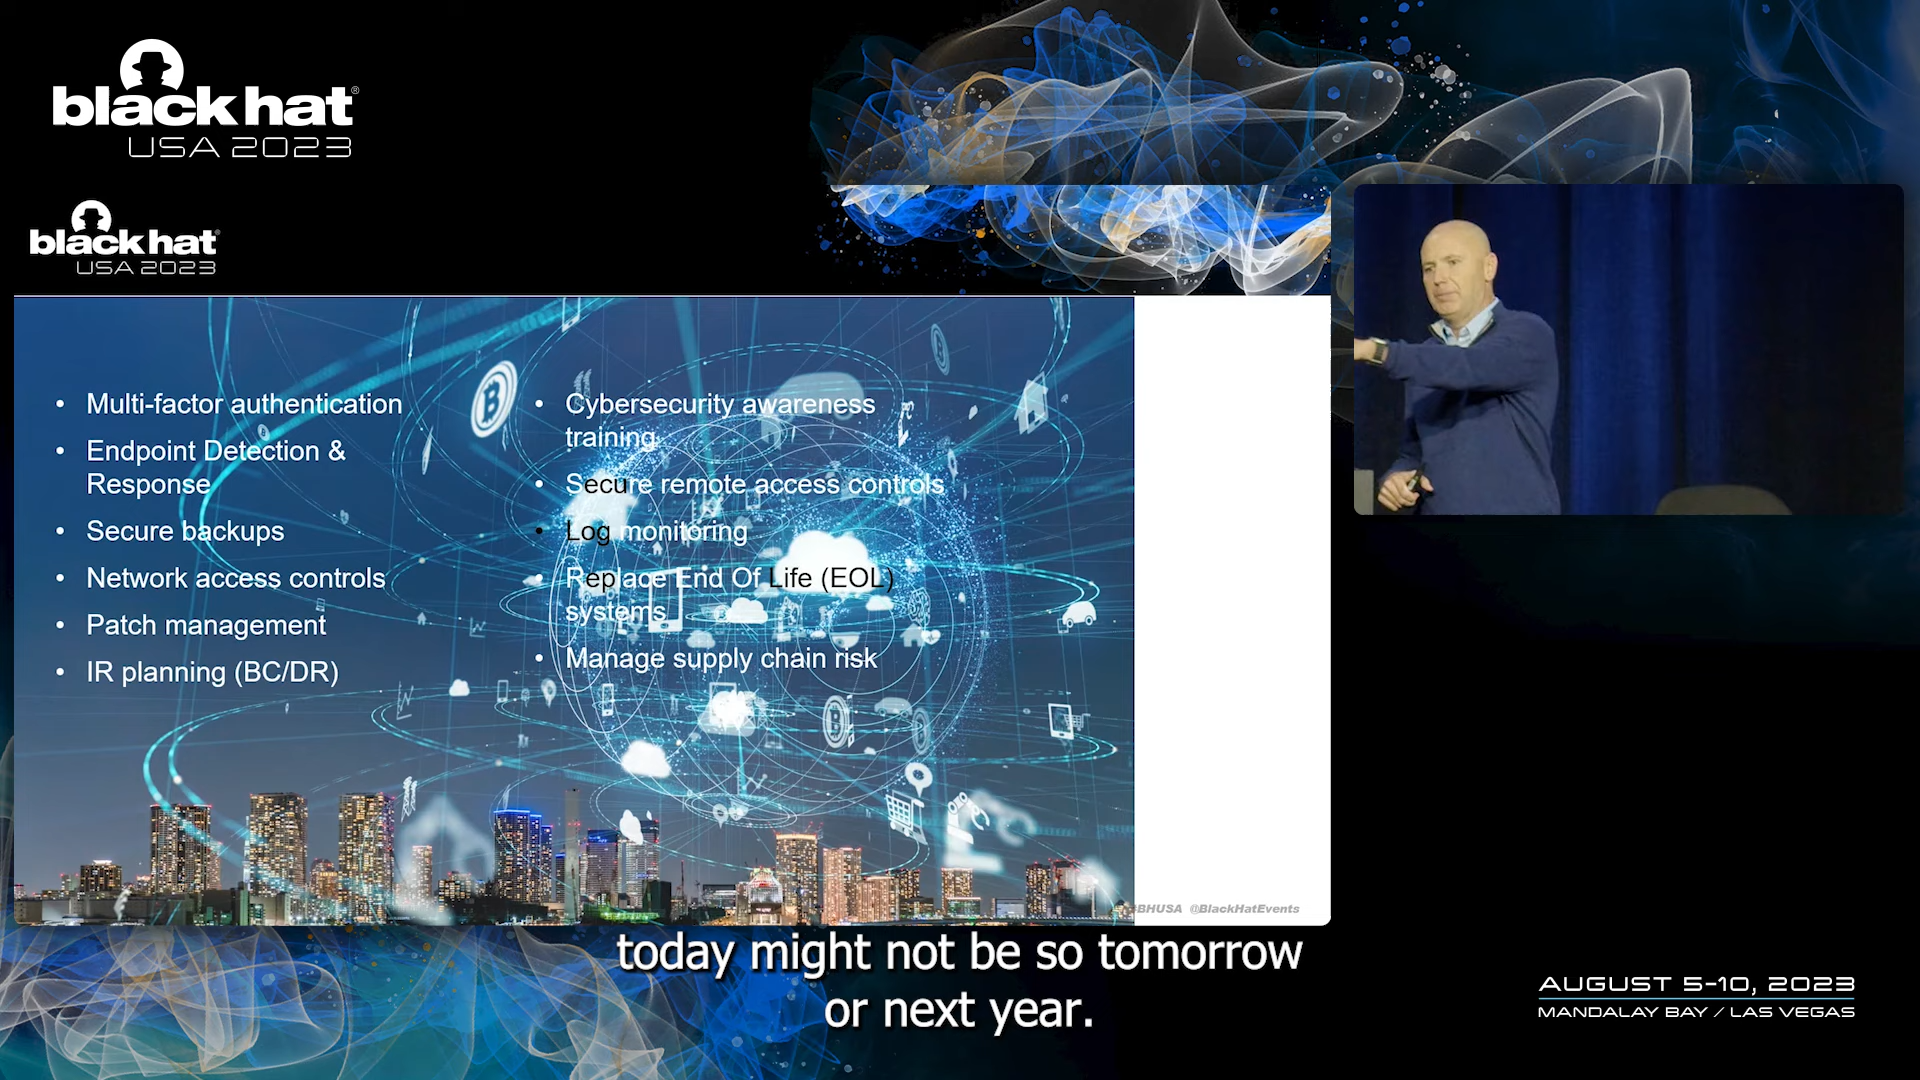 black hat®
USA 2023
black hat®
USA 2023
• Multi-factor authentication
• Endpoint Detection &
Response
• Secure backups
• Network access controls
• Patch management
• IR planning (BC/DR)
• Cybersecurity awareness
training
• Secure remote access controls
• Log monitoring
• Replace End Of Life (EOL)
systems
• Manage supply chain risk
BHUSA @BlackHatEvents
today might not be so tomorrow
or next year.
AUGUST 5-10, 2023
MANDALAY BAY / LAS VEGAS